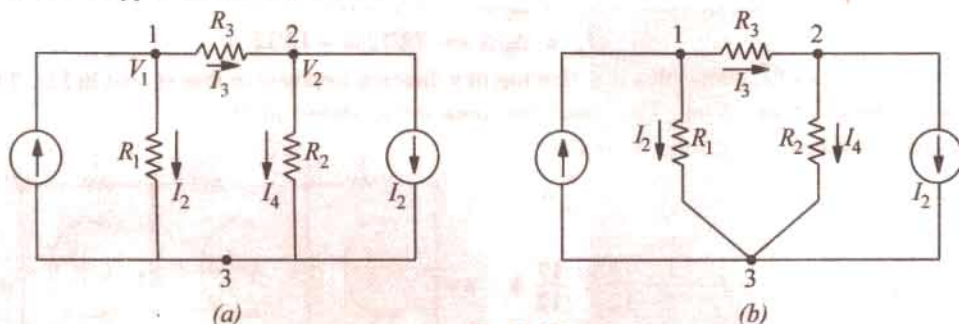 R3 R3
1 2 1 2
V1 I3 V2 I3
R1 R2 I2 R1 R2 I4
I2 I4 I2 I2
3 3
(a) (b)